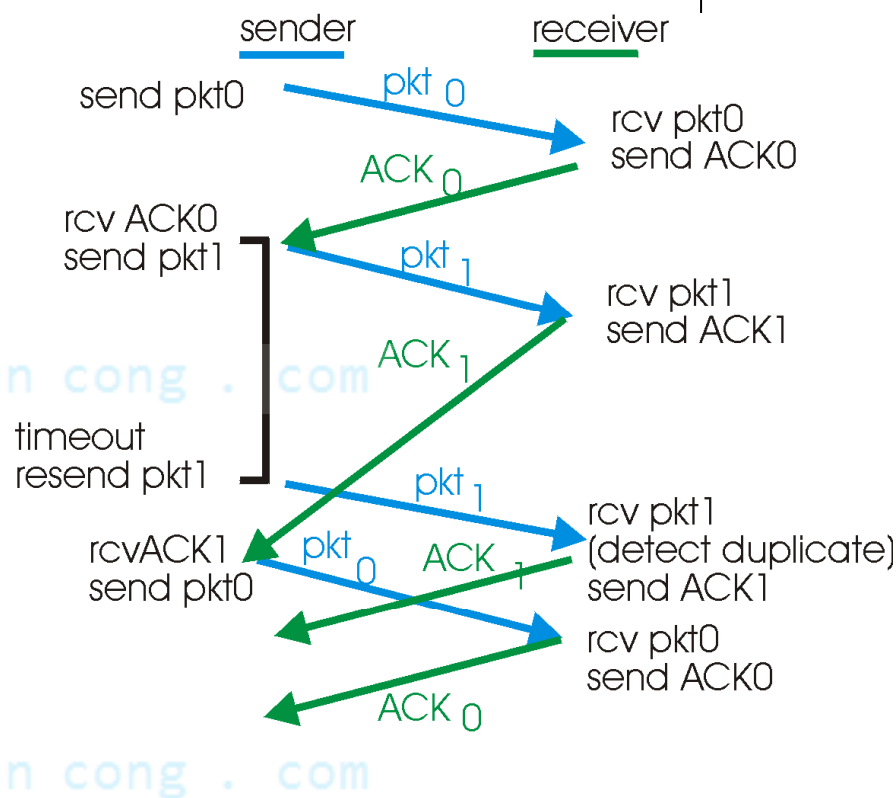 sender receiver
send pkt0
pkt 0
rcv pkt0
send ACK0
ACK 0
rcv ACK0
send pkt1
pkt 1
rcv pkt1
send ACK1
ACK 1
n cong . com
timeout
resend pkt1
pkt 1
rcv pkt1
(detect duplicate)
send ACK1
rcvACK1
send pkt0
pkt 0
ACK 1
rcv pkt0
send ACK0
ACK 0
n cong . com